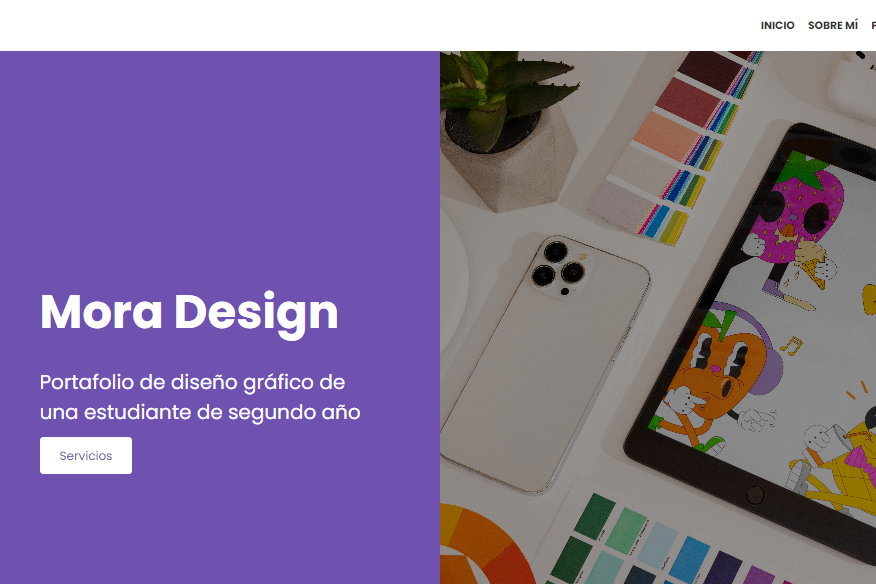 INICIO SOBRE MÍ
Mora Design
Portafolio de diseño gráfico de
una estudiante de segundo año
Servicios